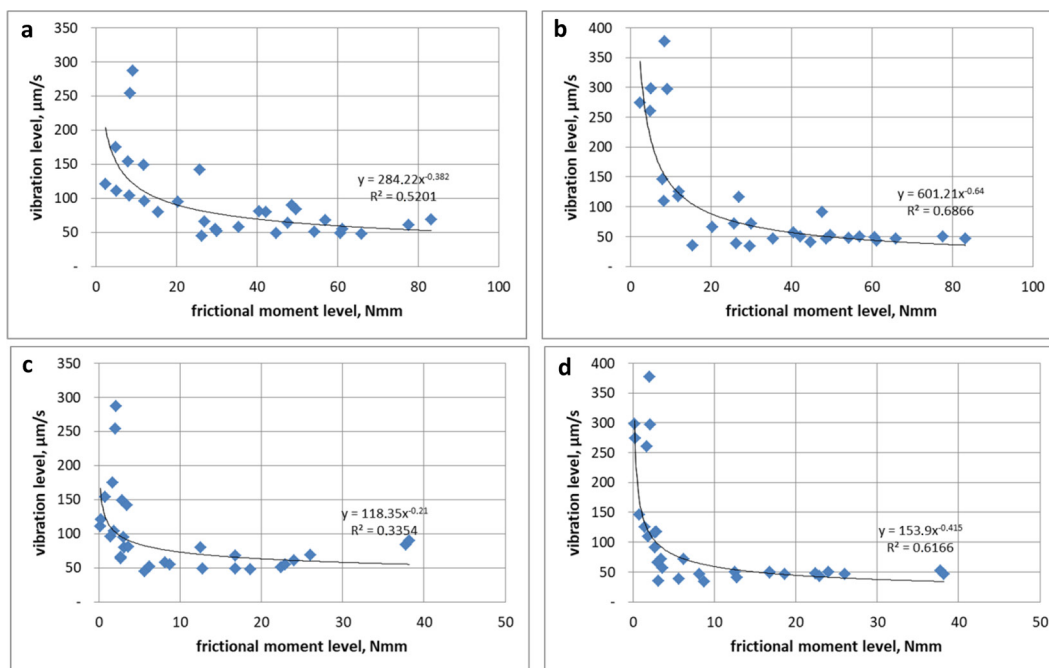 a
vibration level, μm/s
350
300
250
200
150
100
50
-
y = 284.22x^-0.382
R² = 0.5201
0 20 40 60 80 100
frictional moment level, Nmm
b
vibration level, μm/s
400
350
300
250
200
150
100
50
-
y = 601.21x^-0.64
R² = 0.6866
0 20 40 60 80 100
frictional moment level, Nmm
c
vibration level, μm/s
350
300
250
200
150
100
50
-
y = 118.35x^-0.21
R² = 0.3354
0 10 20 30 40 50
frictional moment level, Nmm
d
vibration level, μm/s
400
350
300
250
200
150
100
50
-
y = 153.9x^-0.415
R² = 0.6166
0 10 20 30 40 50
frictional moment level, Nmm